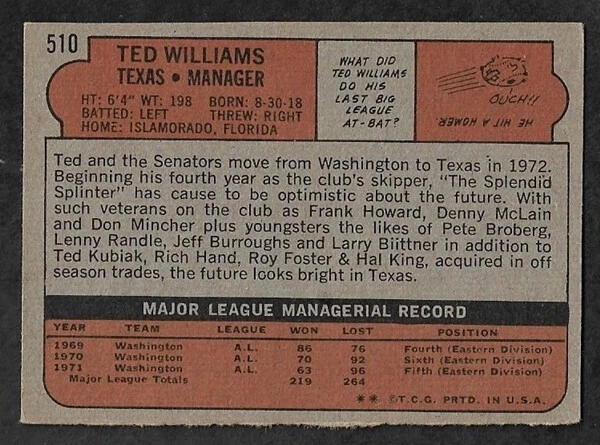 510
TED WILLIAMS
TEXAS • MANAGER
HT: 6'4" WT: 198 BORN: 8-30-18
BATTED: LEFT THREW: RIGHT
HOME: ISLAMORADO, FLORIDA
WHAT DID
TED WILLIAMS
DO HIS
LAST BIG
LEAGUE
AT-BAT?
OUCH!!
HE HIT A HOMER.
Ted and the Senators move from Washington to Texas in 1972.
Beginning his fourth year as the club's skipper, "The Splendid
Splinter" has cause to be optimistic about the future. With
such veterans on the club as Frank Howard, Denny McLain
and Don Mincher plus youngsters the likes of Pete Broberg,
Lenny Randle, Jeff Burroughs and Larry Biittner in addition to
Ted Kubiak, Rich Hand, Roy Foster & Hal King, acquired in off
season trades, the future looks bright in Texas.
MAJOR LEAGUE MANAGERIAL RECORD
YEAR TEAM LEAGUE WON LOST POSITION
1969 Washington A.L. 86 76 Fourth (Eastern Division)
1970 Washington A.L. 70 92 Sixth (Eastern Division)
1971 Washington A.L. 63 96 Fifth (Eastern Division)
Major League Totals 219 264
** ©T.C.G. PRTD. IN U.S.A.